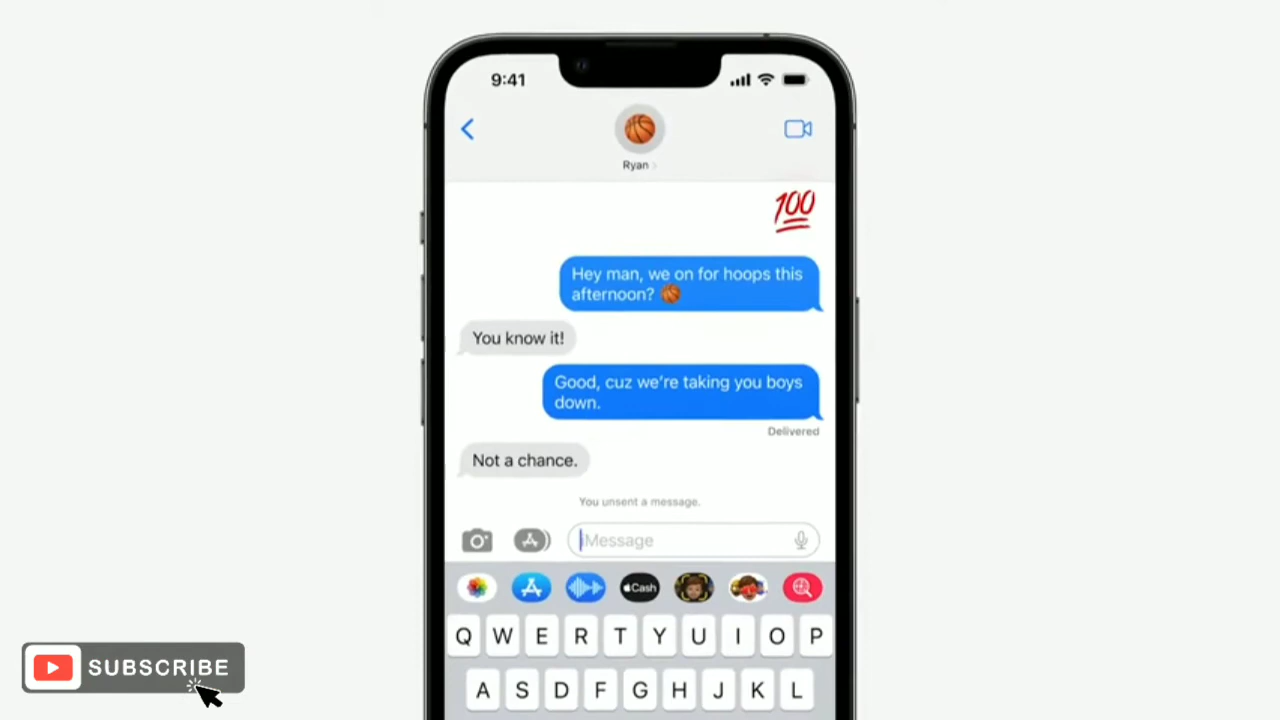 9:41
Ryan
💯
Hey man, we on for hoops this
afternoon? 🏀
You know it!
Good, cuz we're taking you boys
down.
Delivered
Not a chance.
You unsent a message.
iMessage
Cash
Q W E R T Y U I O P
A S D F G H J K L
SUBSCRIBE